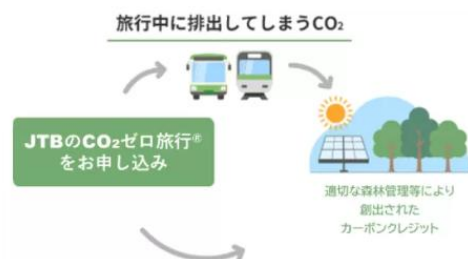 旅行中に排出してしまうCO₂
JTBのCO₂ゼロ旅行®
をお申し込み
適切な森林管理等により
創出された
カーボンクレジット